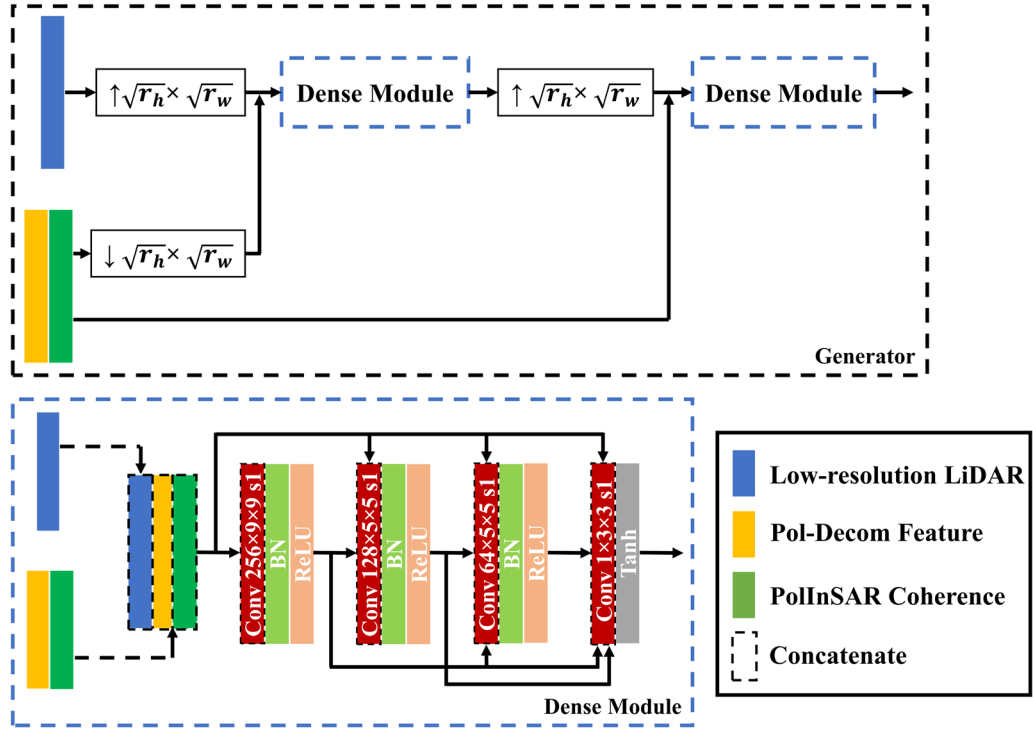 ↑√r_h × √r_w
Dense Module
↑ √r_h × √r_w
Dense Module
↓ √r_h × √r_w
Generator
Conv 256×9×9 s1
BN
ReLU
Conv 128×5×5 s1
BN
ReLU
Conv 64×5×5 s1
BN
ReLU
Conv 1×3×3 s1
Tanh
Dense Module
Low-resolution LiDAR
Pol-Decom Feature
PolInSAR Coherence
Concatenate